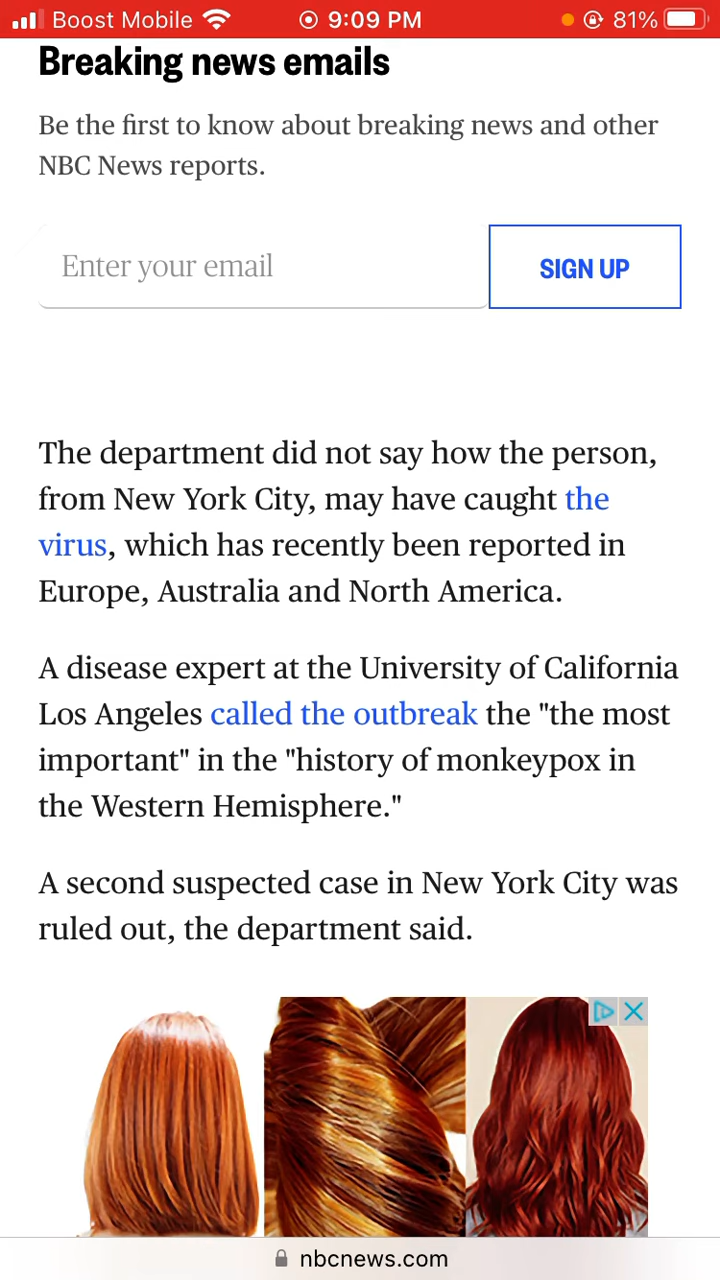 Boost Mobile 9:09 PM 81%
Breaking news emails
Be the first to know about breaking news and other
NBC News reports.
Enter your email
SIGN UP
The department did not say how the person,
from New York City, may have caught the
virus, which has recently been reported in
Europe, Australia and North America.
A disease expert at the University of California
Los Angeles called the outbreak the "the most
important" in the "history of monkeypox in
the Western Hemisphere."
A second suspected case in New York City was
ruled out, the department said.
nbcnews.com